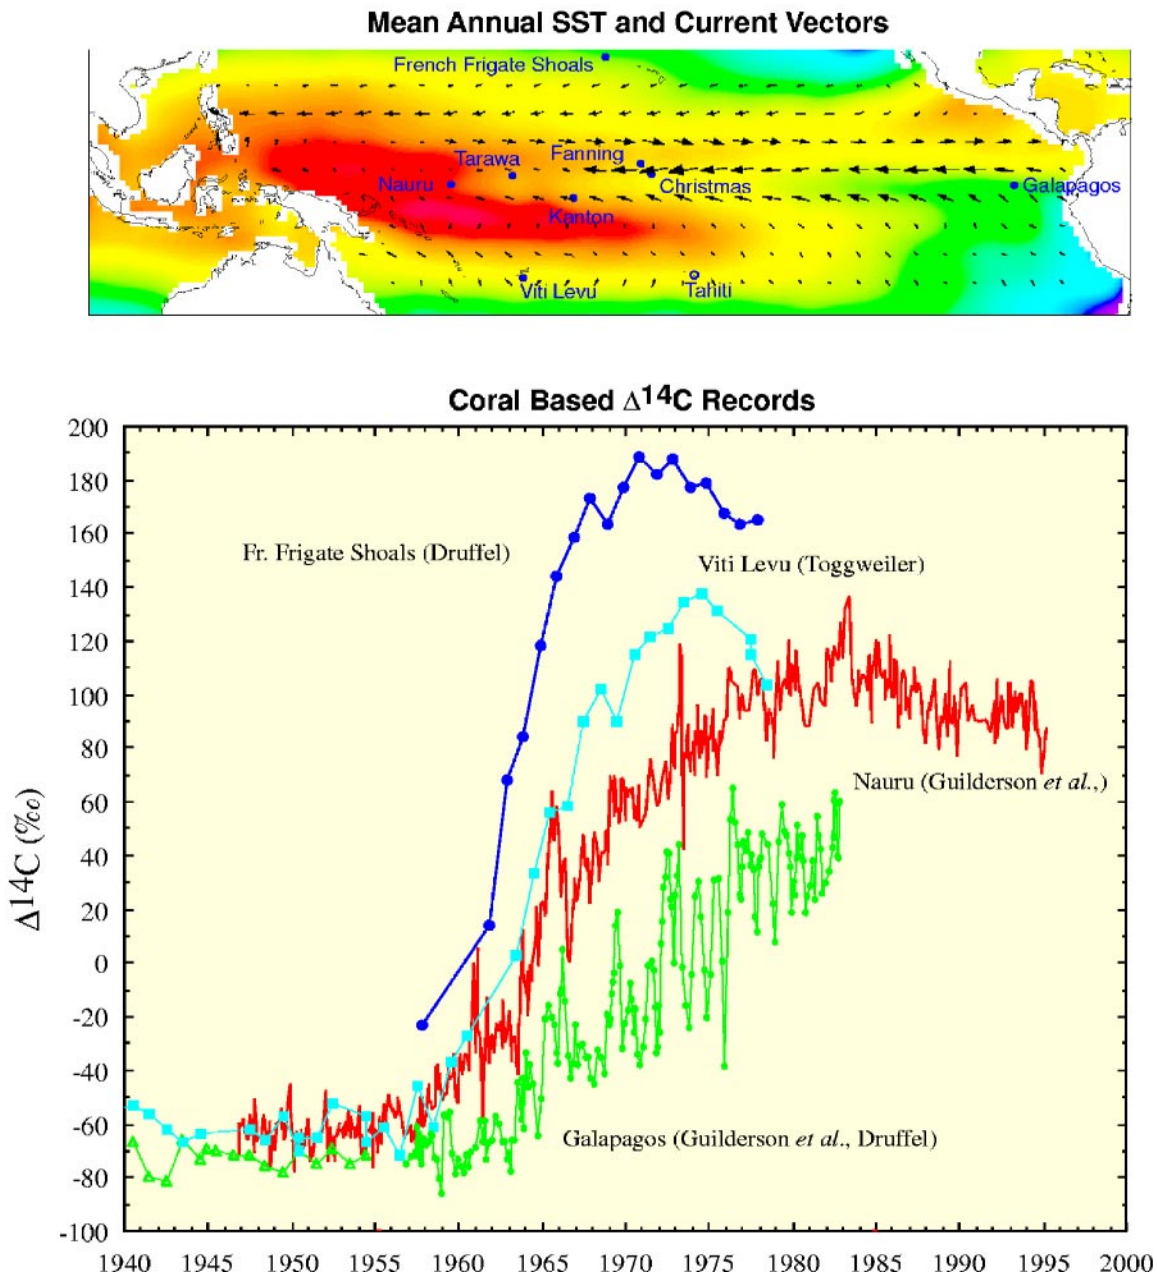 Mean Annual SST and Current Vectors
French Frigate Shoals
Tarawa
Fanning
Nauru
Christmas
Galapagos
Kanton
Viti Levu
Tahiti
Coral Based Δ14C Records
200
180
160
140
120
100
80
60
40
20
0
-20
-40
-60
-80
-100
Δ14C (‰)
Fr. Frigate Shoals (Druffel)
Viti Levu (Toggweiler)
Nauru (Guilderson et al.,)
Galapagos (Guilderson et al., Druffel)
1940 1945 1950 1955 1960 1965 1970 1975 1980 1985 1990 1995 2000